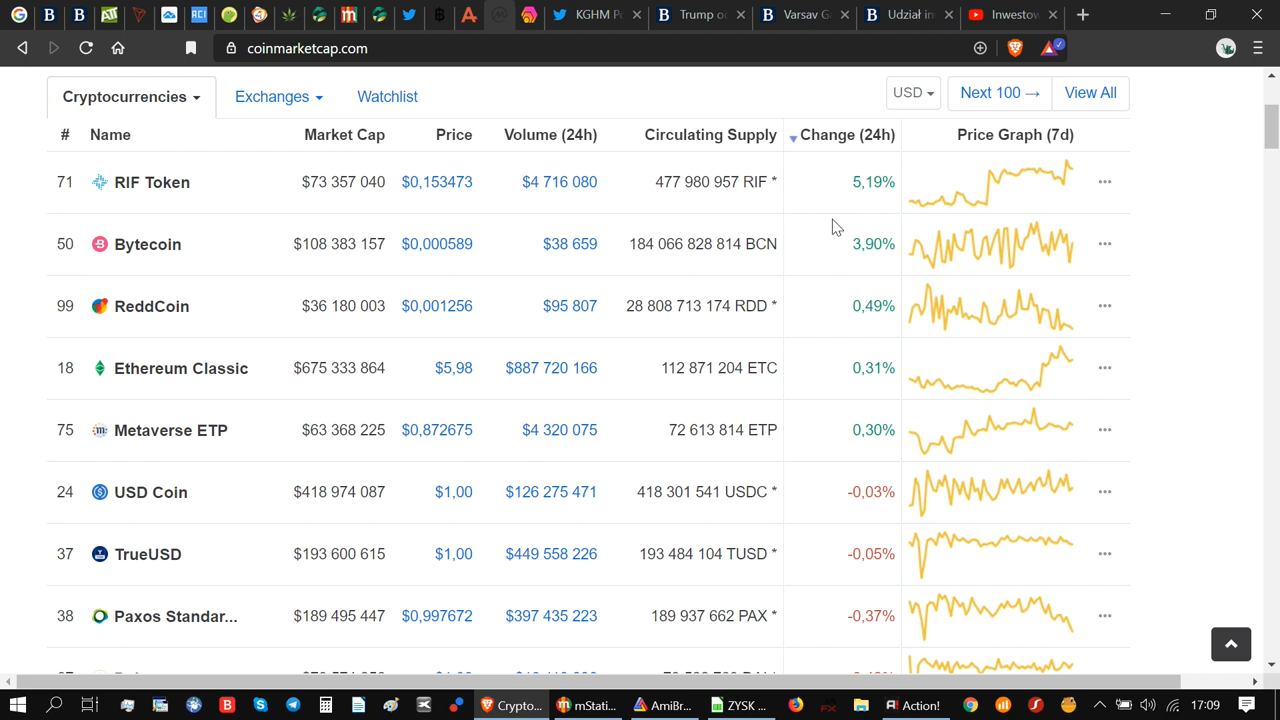 KGHM P
Trump oc
Varsav G
Udział in
Inwestov
coinmarketcap.com
Cryptocurrencies
Exchanges
Watchlist
USD
Next 100 →
View All
# Name Market Cap Price Volume (24h) Circulating Supply Change (24h) Price Graph (7d)
71 RIF Token $73 357 040 $0,153473 $4 716 080 477 980 957 RIF * 5,19%
50 Bytecoin $108 383 157 $0,000589 $38 659 184 066 828 814 BCN 3,90%
99 ReddCoin $36 180 003 $0,001256 $95 807 28 808 713 174 RDD * 0,49%
18 Ethereum Classic $675 333 864 $5,98 $887 720 166 112 871 204 ETC 0,31%
75 Metaverse ETP $63 368 225 $0,872675 $4 320 075 72 613 814 ETP 0,30%
24 USD Coin $418 974 087 $1,00 $126 275 471 418 301 541 USDC * -0,03%
37 TrueUSD $193 600 615 $1,00 $449 558 226 193 484 104 TUSD * -0,05%
38 Paxos Standar... $189 495 447 $0,997672 $397 435 223 189 937 662 PAX * -0,37%
Crypto...
mStati...
AmiBr...
ZYSK ...
Action!
17:09